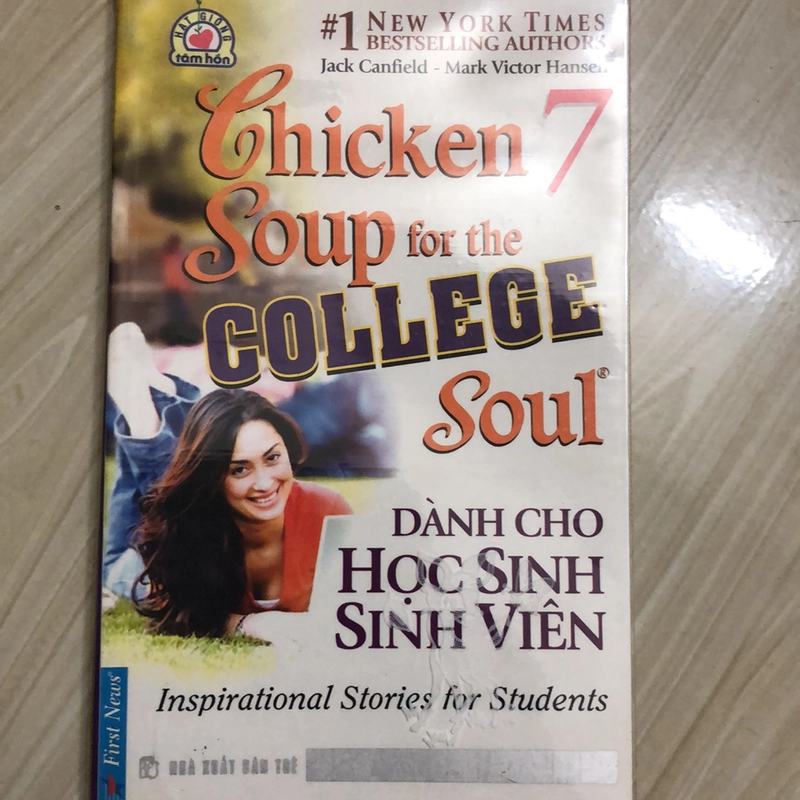 HẠT GIỐNG
tâm hồn
#1 NEW YORK TIMES
BESTSELLING AUTHORS
Jack Canfield - Mark Victor Hansen
Chicken 7
Soup for the
COLLEGE
Soul®
DÀNH CHO
HỌC SINH
SINH VIÊN
Inspirational Stories for Students
First News®
NHÀ XUẤT BẢN TRẺ